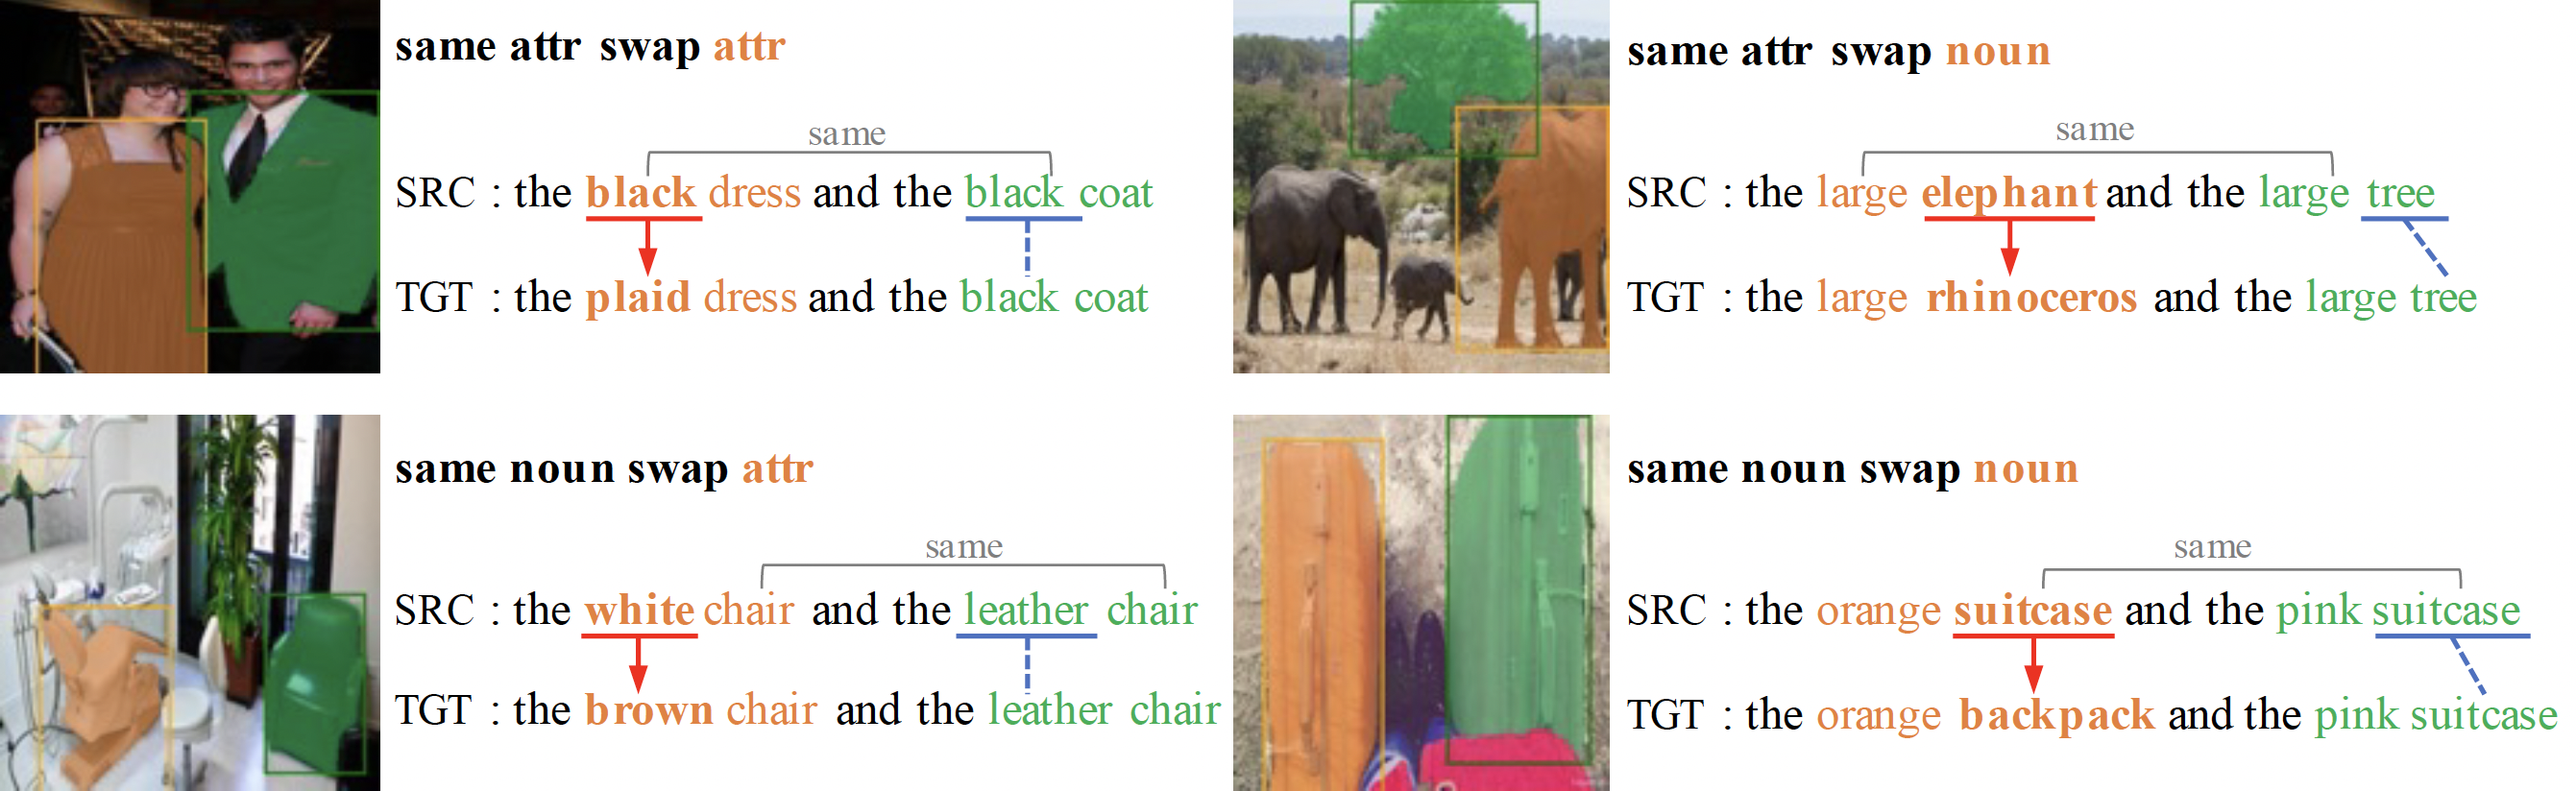 same attr swap attr
same
SRC : the black dress and the black coat
TGT : the plaid dress and the black coat
same attr swap noun
same
SRC : the large elephant and the large tree
TGT : the large rhinoceros and the large tree
same noun swap attr
same
SRC : the white chair and the leather chair
TGT : the brown chair and the leather chair
same noun swap noun
same
SRC : the orange suitcase and the pink suitcase
TGT : the orange backpack and the pink suitcase